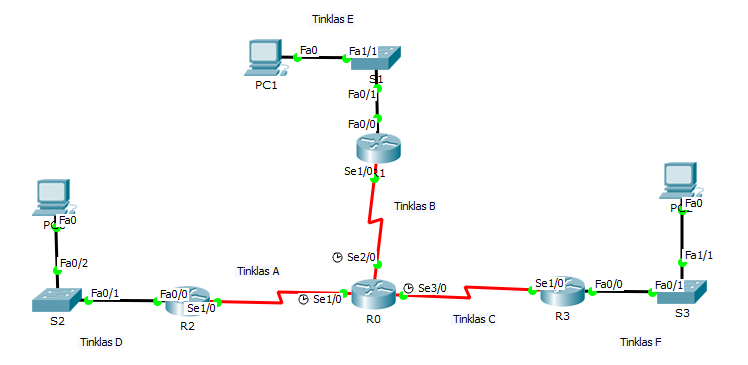 Tinklas E
Fa0
Fa1/1
PC1
S1
Fa0/1
Fa0/0
Se1/0
Tinklas B
Fa0
Fa0
Fa0/2
Fa1/1
Se2/0
Tinklas A
Fa0/1
Fa0/0
Se1/0
Se1/0
Se3/0
Se1/0
Fa0/0
Fa0/1
S2
R2
R0
Tinklas C
R3
S3
Tinklas D
Tinklas F